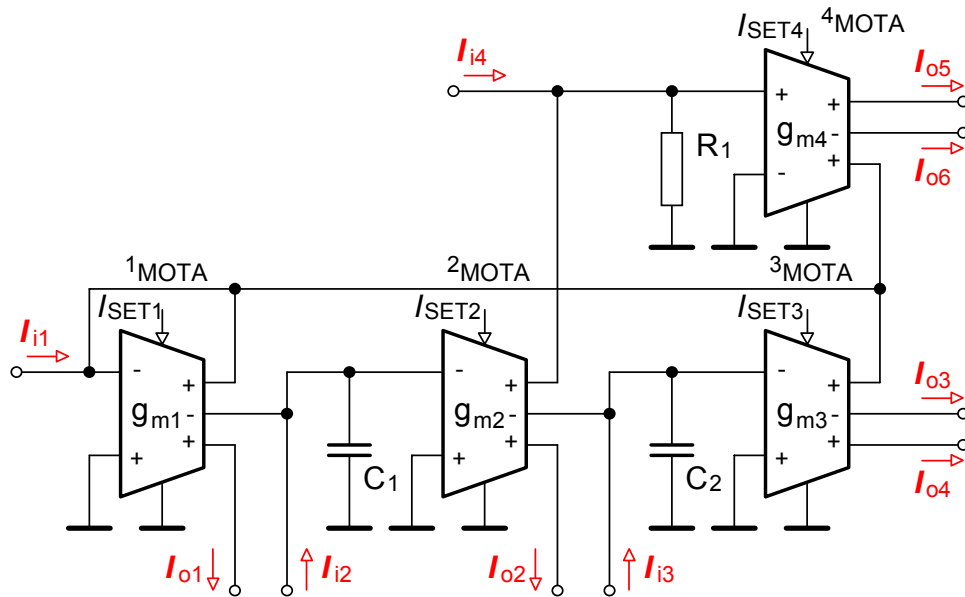 ISET4 4MOTA
Ii4 Io5
+ +
gm4 -
R1 +
- Io6
1MOTA 2MOTA 3MOTA
ISET1 ISET2 ISET3
Ii1 Io3
- + - + - +
gm1 - gm2 - gm3 -
+ + + + + +
C1 C2 Io4
Io1 Ii2 Io2 Ii3